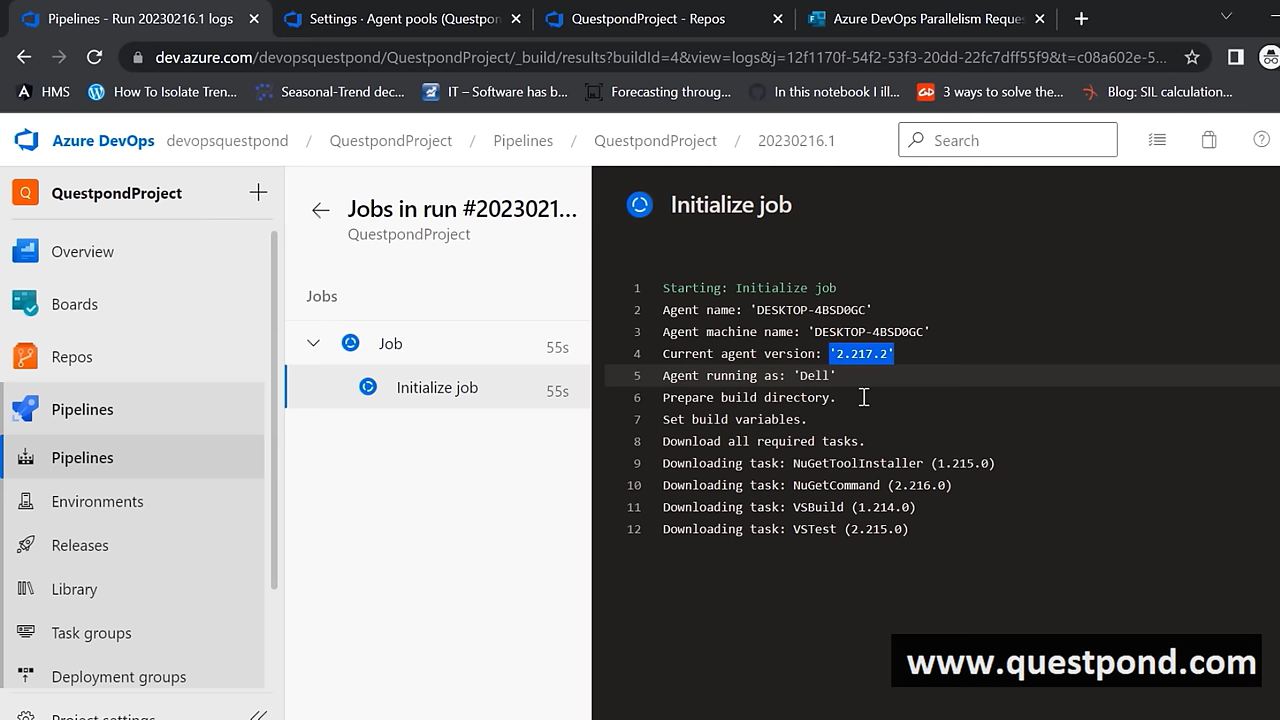 Pipelines - Run 20230216.1 logs
Settings · Agent pools (Questpon
QuestpondProject - Repos
Azure DevOps Parallelism Reques
dev.azure.com/devopsquestpond/QuestpondProject/_build/results?buildId=4&view=logs&j=12f1170f-54f2-53f3-20dd-22fc7dff55f9&t=c08a602e-5...
HMS
How To Isolate Tren...
Seasonal-Trend dec...
IT – Software has b...
Forecasting throug...
In this notebook I ill...
3 ways to solve the...
Blog: SIL calculation...
Azure DevOps devopsquestpond / QuestpondProject / Pipelines / QuestpondProject / 20230216.1
Search
Q QuestpondProject
Overview
Boards
Repos
Pipelines
Pipelines
Environments
Releases
Library
Task groups
Deployment groups
Project settings
Jobs in run #2023021...
QuestpondProject
Jobs
Job 55s
Initialize job 55s
Initialize job
1 Starting: Initialize job
2 Agent name: 'DESKTOP-4BSD0GC'
3 Agent machine name: 'DESKTOP-4BSD0GC'
4 Current agent version: '2.217.2'
5 Agent running as: 'Dell'
6 Prepare build directory.
7 Set build variables.
8 Download all required tasks.
9 Downloading task: NuGetToolInstaller (1.215.0)
10 Downloading task: NuGetCommand (2.216.0)
11 Downloading task: VSBuild (1.214.0)
12 Downloading task: VSTest (2.215.0)
www.questpond.com